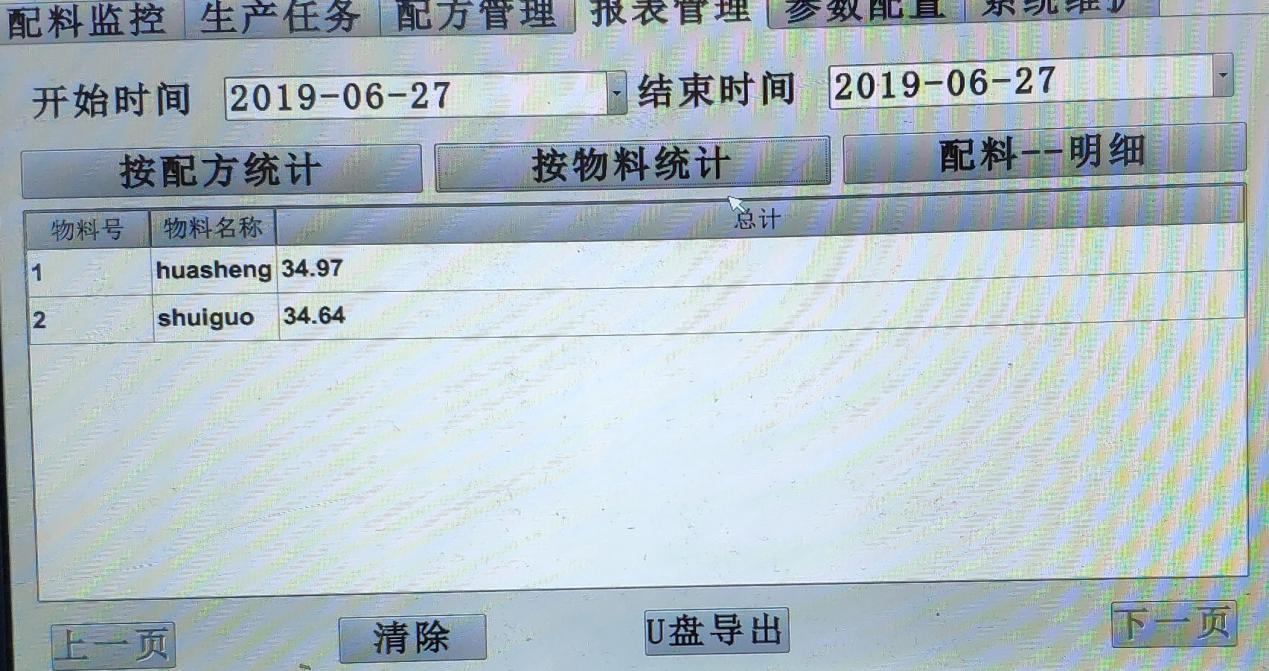 配料监控 生产任务 配方管理 报表管理 参数配置 系统维护
开始时间 2019-06-27 结束时间 2019-06-27
按配方统计 按物料统计 配料--明细
物料号 物料名称 总计
1 huasheng 34.97
2 shuiguo 34.64
上一页 清除 U盘导出 下一页